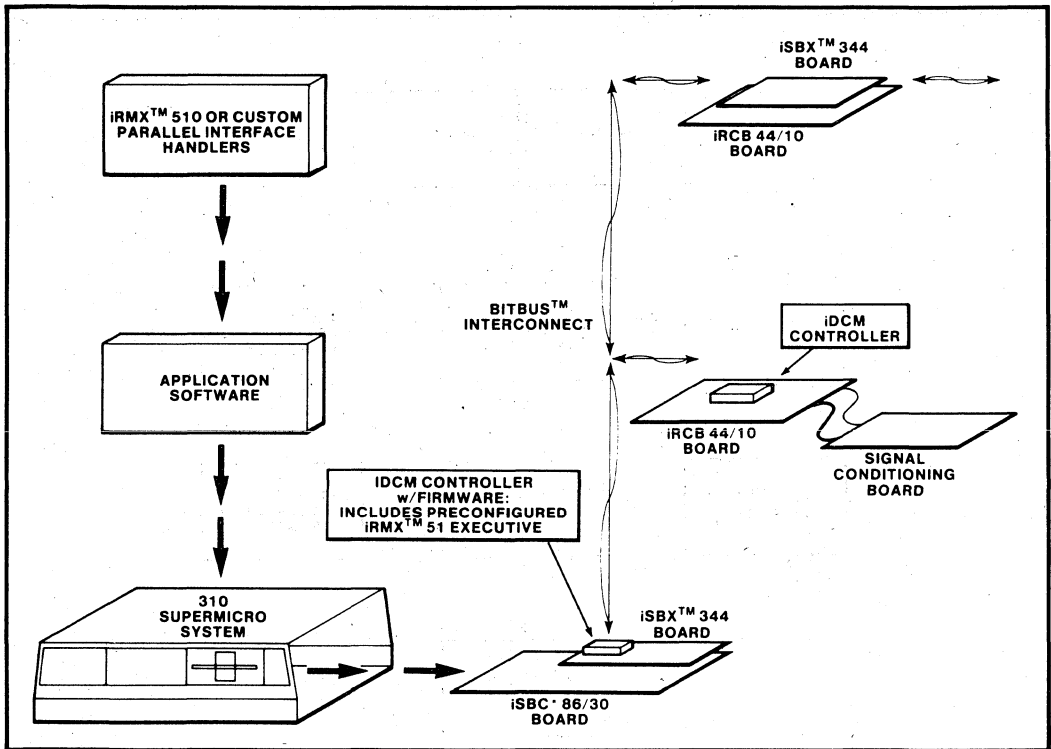 iRMX™ 510 OR CUSTOM
PARALLEL INTERFACE
HANDLERS
APPLICATION
SOFTWARE
310
SUPERMICRO
SYSTEM
iSBX™ 344
BOARD
iRCB 44/10
BOARD
BITBUS™
INTERCONNECT
iDCM
CONTROLLER
iRCB 44/10
BOARD
SIGNAL
CONDITIONING
BOARD
IDCM CONTROLLER
w/FIRMWARE:
INCLUDES PRECONFIGURED
iRMX™ 51 EXECUTIVE
iSBX™ 344
BOARD
iSBC* 86/30
BOARD